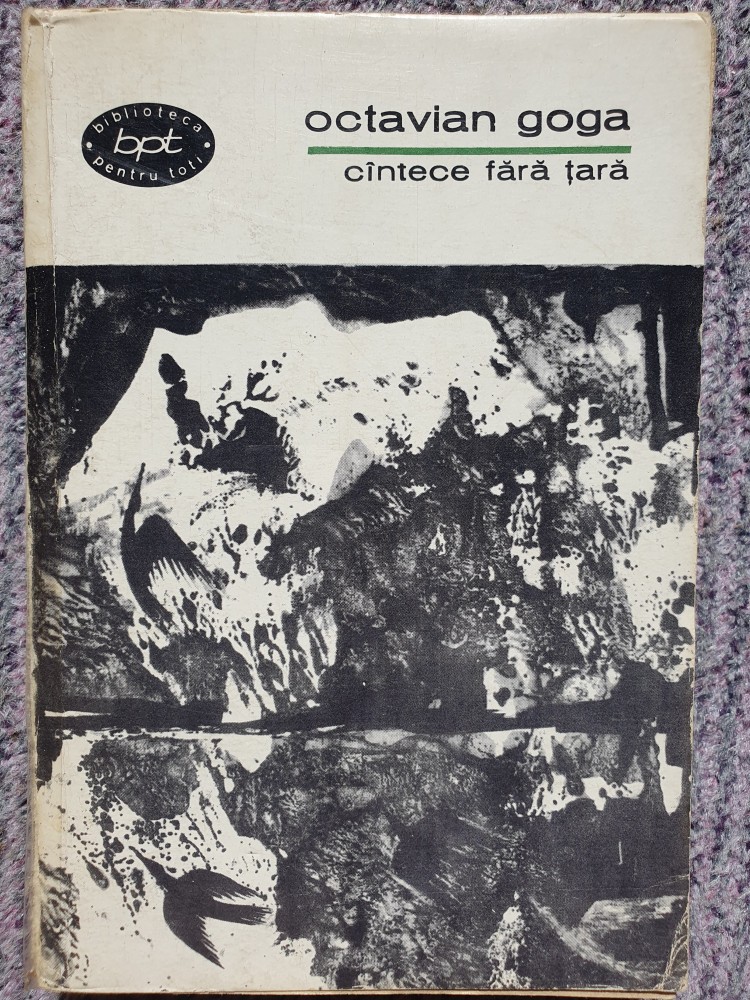 biblioteca
bpt
• pentru toti •
octavian goga
cîntece fără țară